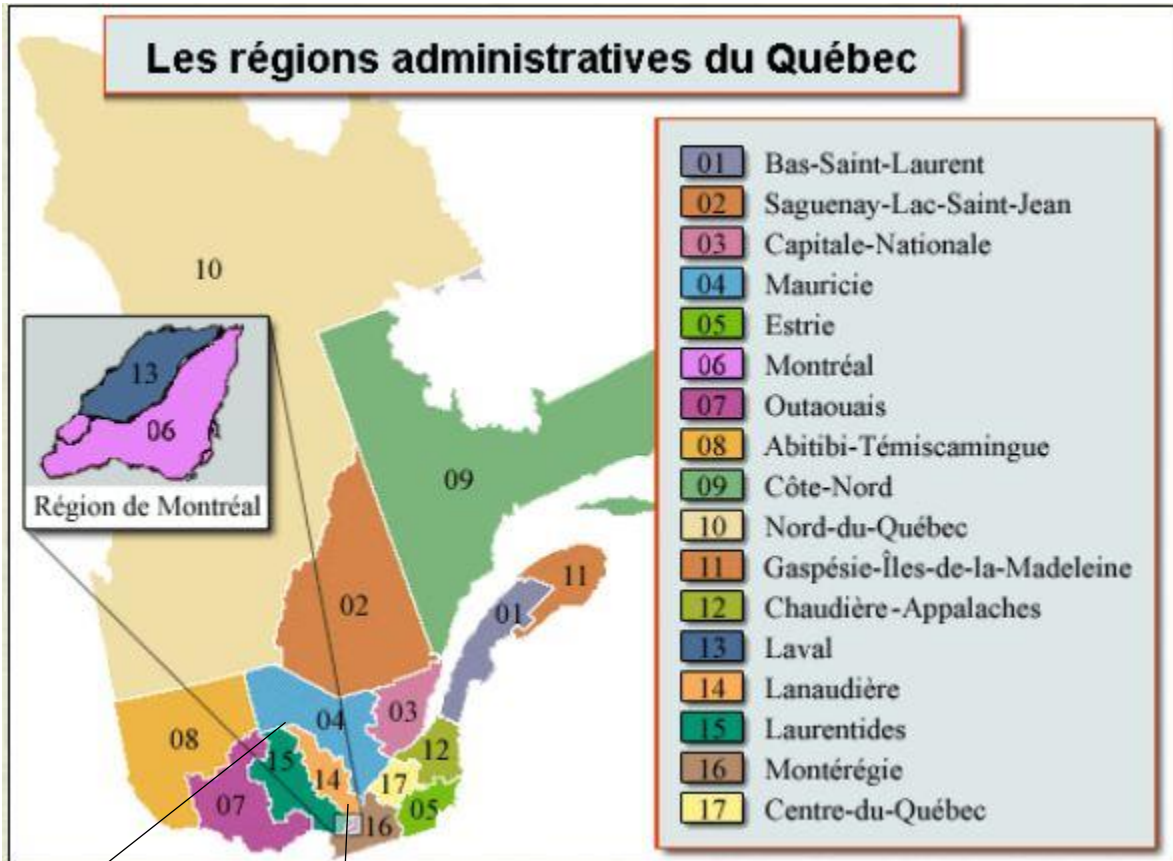 Les régions administratives du Québec
01 Bas-Saint-Laurent
02 Saguenay-Lac-Saint-Jean
03 Capitale-Nationale
04 Mauricie
05 Estrie
06 Montréal
07 Outaouais
08 Abitibi-Témiscamingue
09 Côte-Nord
10 Nord-du-Québec
11 Gaspésie-Îles-de-la-Madeleine
12 Chaudière-Appalaches
13 Laval
14 Lanaudière
15 Laurentides
16 Montérégie
17 Centre-du-Québec
10
13
06
Région de Montréal
09
11
02
01
03
04
08
12
15
14
17
07
05
16